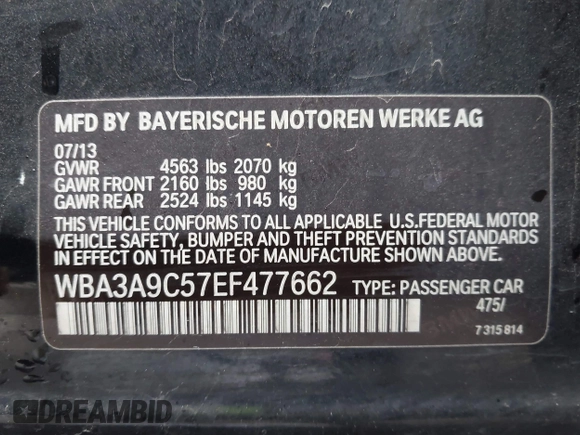 MFD BY BAYERISCHE MOTOREN WERKE AG
07/13
GVWR 4563 lbs 2070 kg
GAWR FRONT 2160 lbs 980 kg
GAWR REAR 2524 lbs 1145 kg
THIS VEHICLE CONFORMS TO ALL APPLICABLE U.S.FEDERAL MOTOR
VEHICLE SAFETY, BUMPER AND THEFT PREVENTION STANDARDS
IN EFFECT ON THE DATE OF MANUFACTURE SHOWN ABOVE.
WBA3A9C57EF477662 TYPE: PASSENGER CAR
475/
7 315 814
DREAMBID